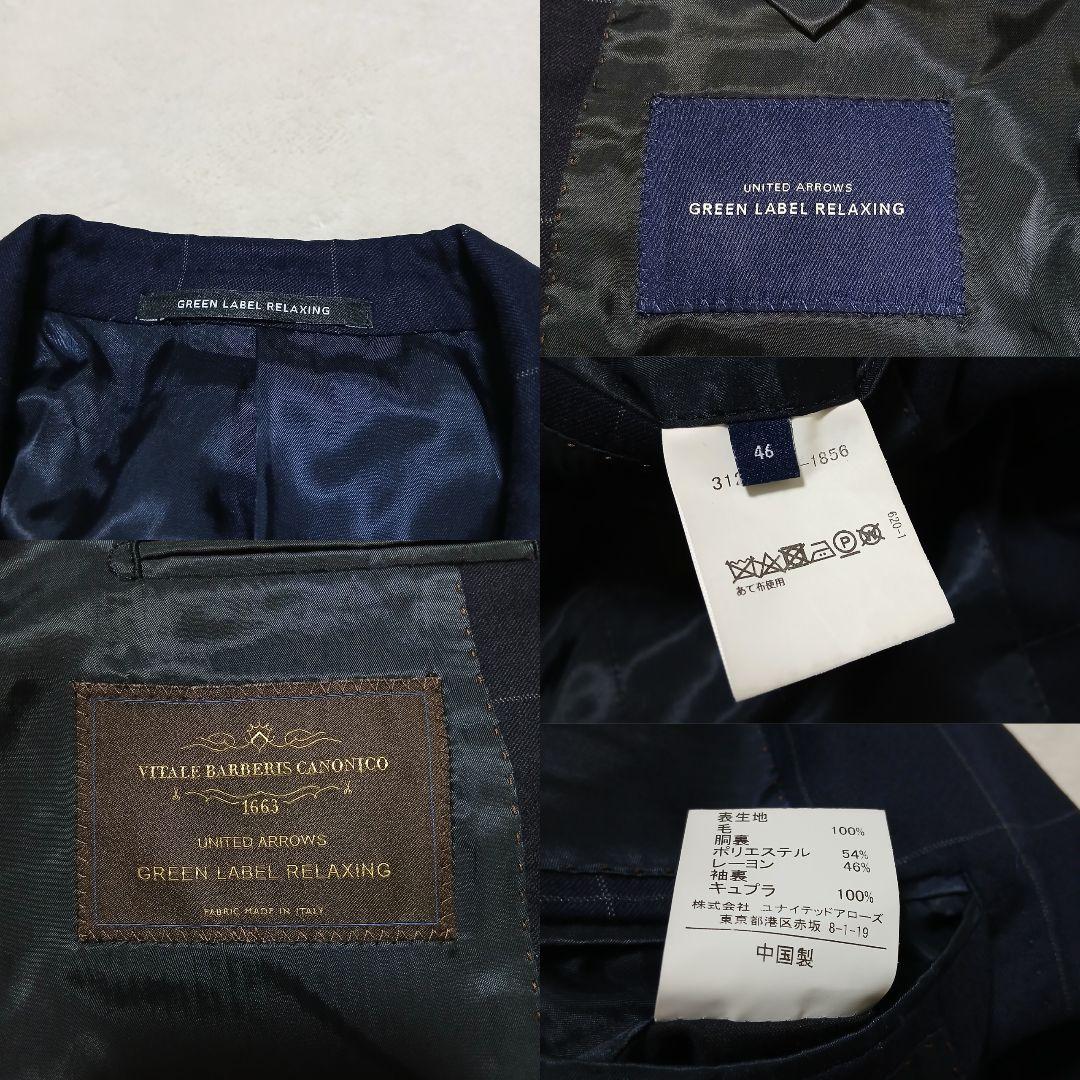 GREEN LABEL RELAXING
UNITED ARROWS
GREEN LABEL RELAXING
46
312 -1856
620-1
P
あて布使用
VITALE BARBERIS CANONICO
1663
UNITED ARROWS
GREEN LABEL RELAXING
FABRIC MADE IN ITALY
表生地
毛 100%
胴裏
ポリエステル 54%
レーヨン 46%
袖裏
キュプラ 100%
株式会社 ユナイテッドアローズ
東京都港区赤坂 8-1-19
中国製